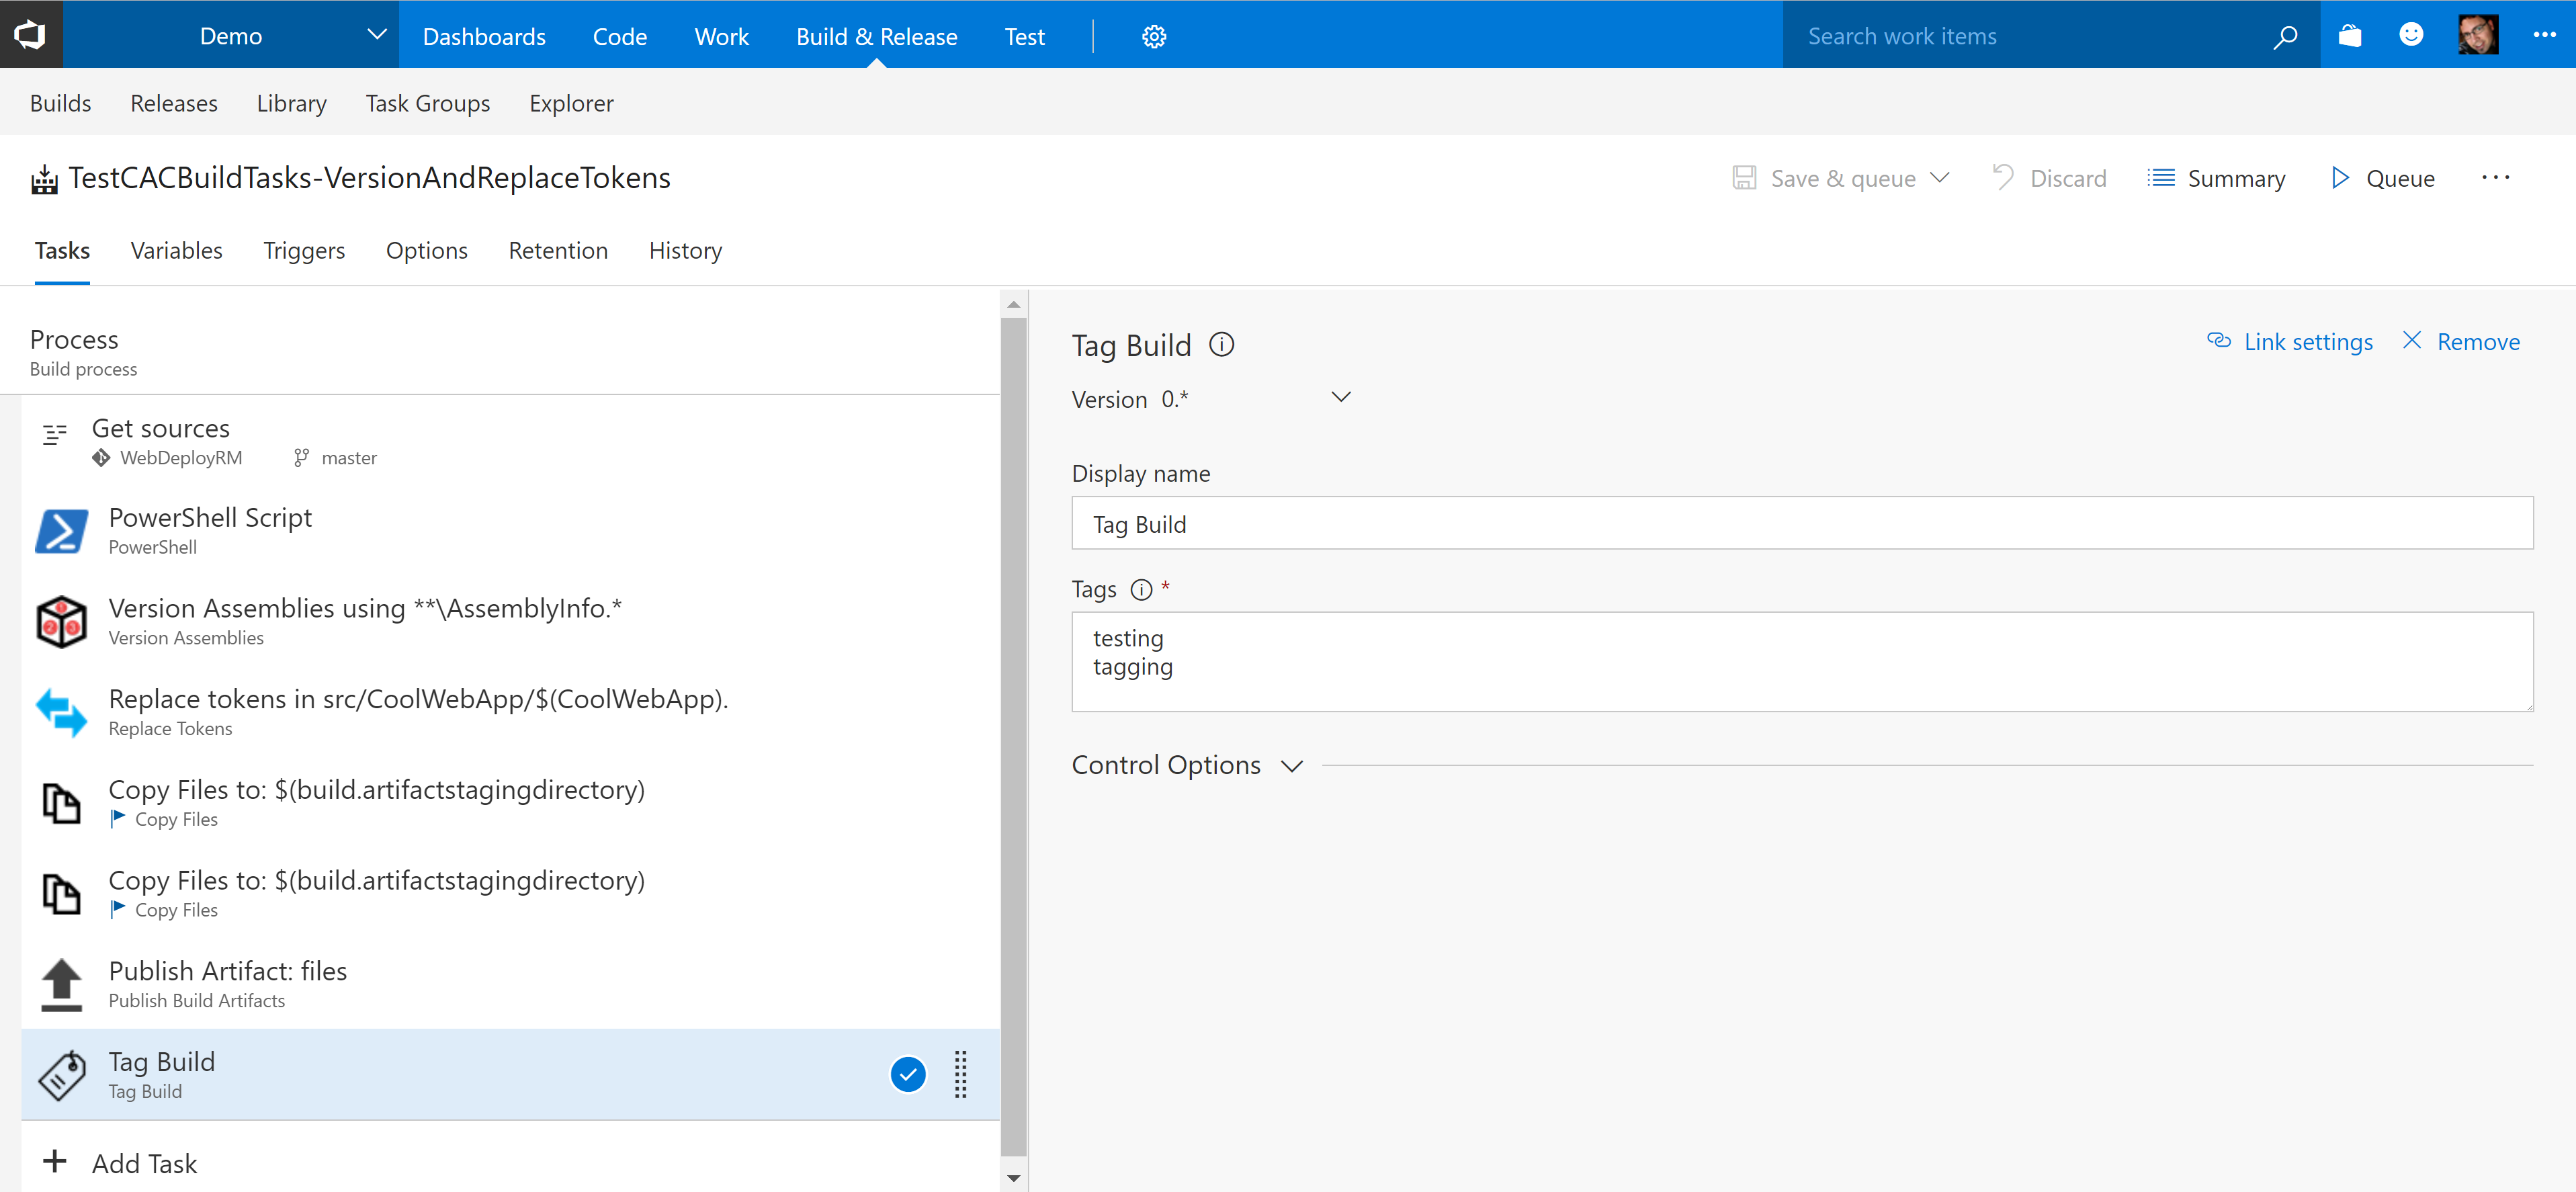 Demo Dashboards Code Work Build & Release Test Search work items
Builds Releases Library Task Groups Explorer
TestCACBuildTasks-VersionAndReplaceTokens Save & queue Discard Summary Queue
Tasks Variables Triggers Options Retention History
Process
Build process
Get sources
WebDeployRM master
PowerShell Script
PowerShell
Version Assemblies using **\AssemblyInfo.*
Version Assemblies
Replace tokens in src/CoolWebApp/$(CoolWebApp).
Replace Tokens
Copy Files to: $(build.artifactstagingdirectory)
Copy Files
Copy Files to: $(build.artifactstagingdirectory)
Copy Files
Publish Artifact: files
Publish Build Artifacts
Tag Build
Tag Build
Add Task
Tag Build Link settings Remove
Version 0.*
Display name
Tag Build
Tags *
testing
tagging
Control Options